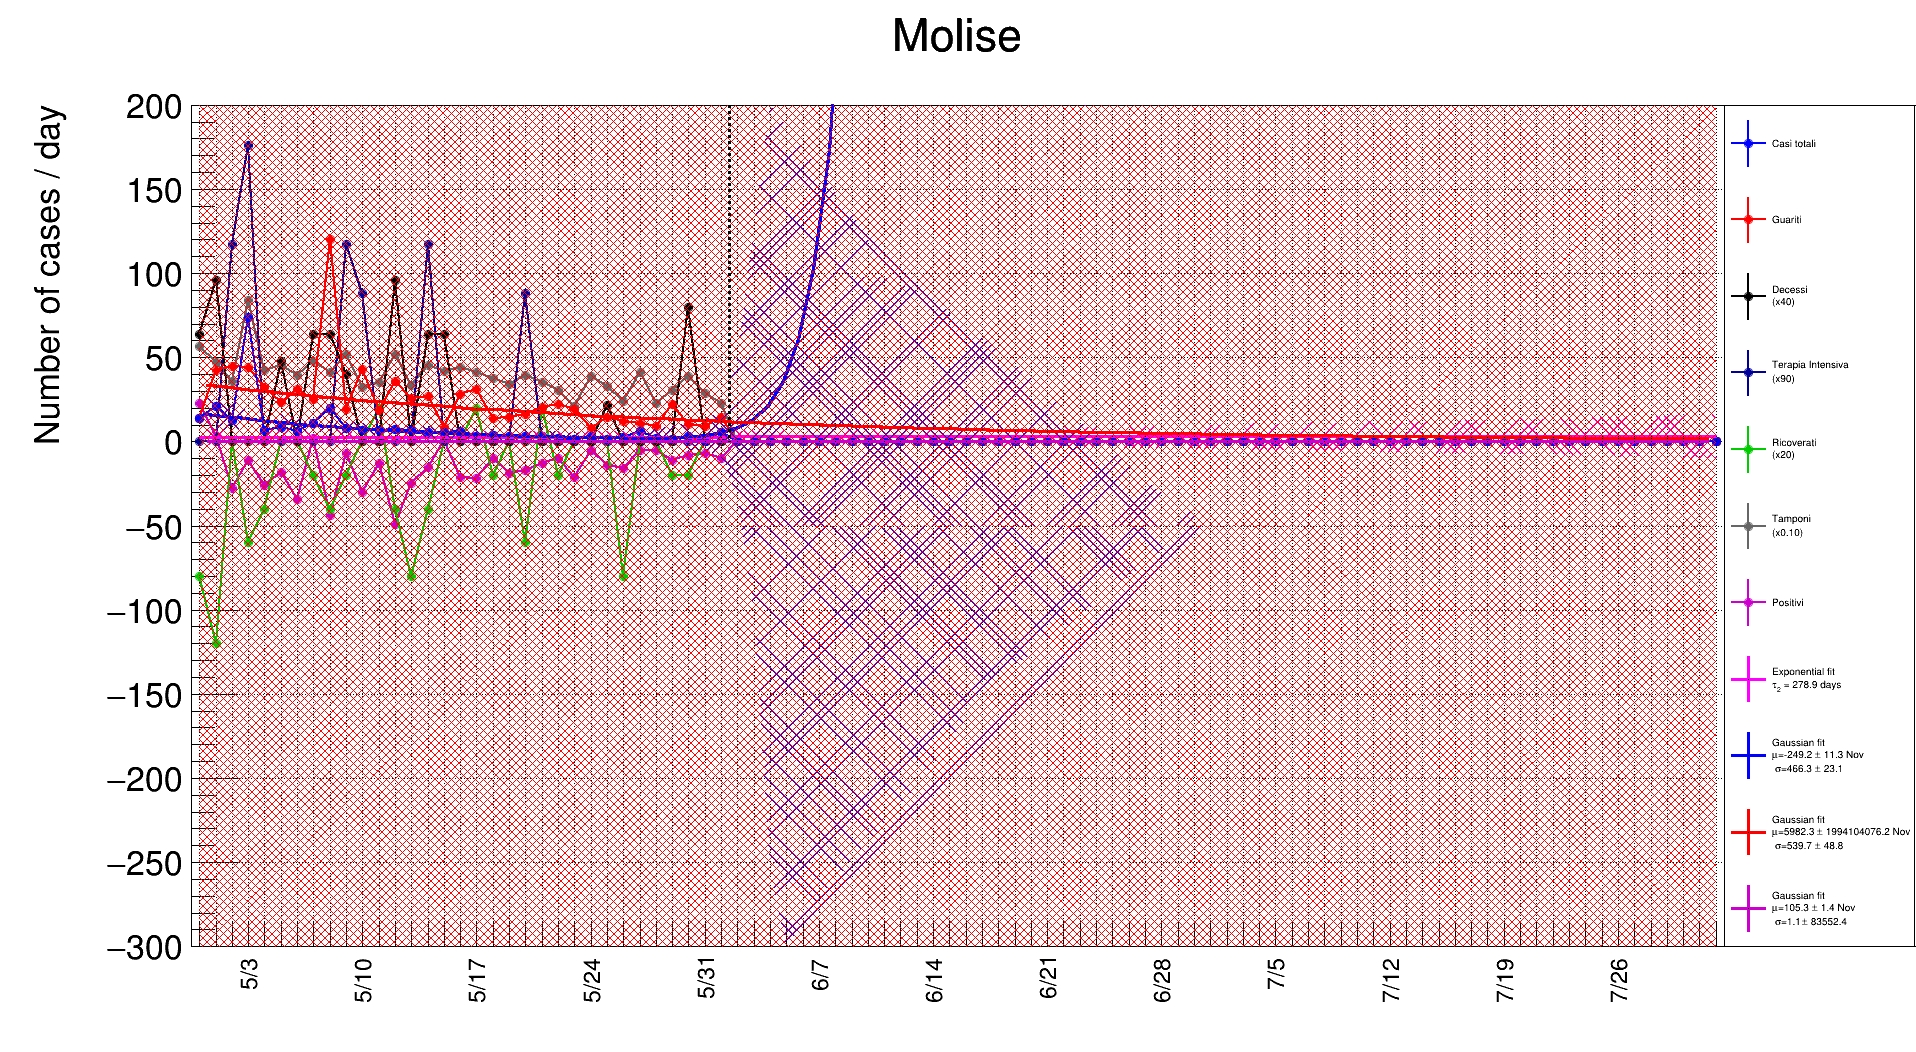 Molise
Number of cases / day
200
150
100
50
0
−50
−100
−150
−200
−250
−300
5/3
5/10
5/17
5/24
5/31
6/7
6/14
6/21
6/28
7/5
7/12
7/19
7/26
Casi totali
Guariti
Decessi
(x40)
Terapia Intensiva
(x90)
Ricoverati
(x20)
Tamponi
(x0.10)
Positivi
Exponential fit
τ2 = 278.9 days
Gaussian fit
μ=-249.2 ± 11.3 Nov
σ=466.3 ± 23.1
Gaussian fit
μ=5982.3 ± 1994104076.2 Nov
σ=539.7 ± 48.8
Gaussian fit
μ=105.3 ± 1.4 Nov
σ=1.1± 83552.4